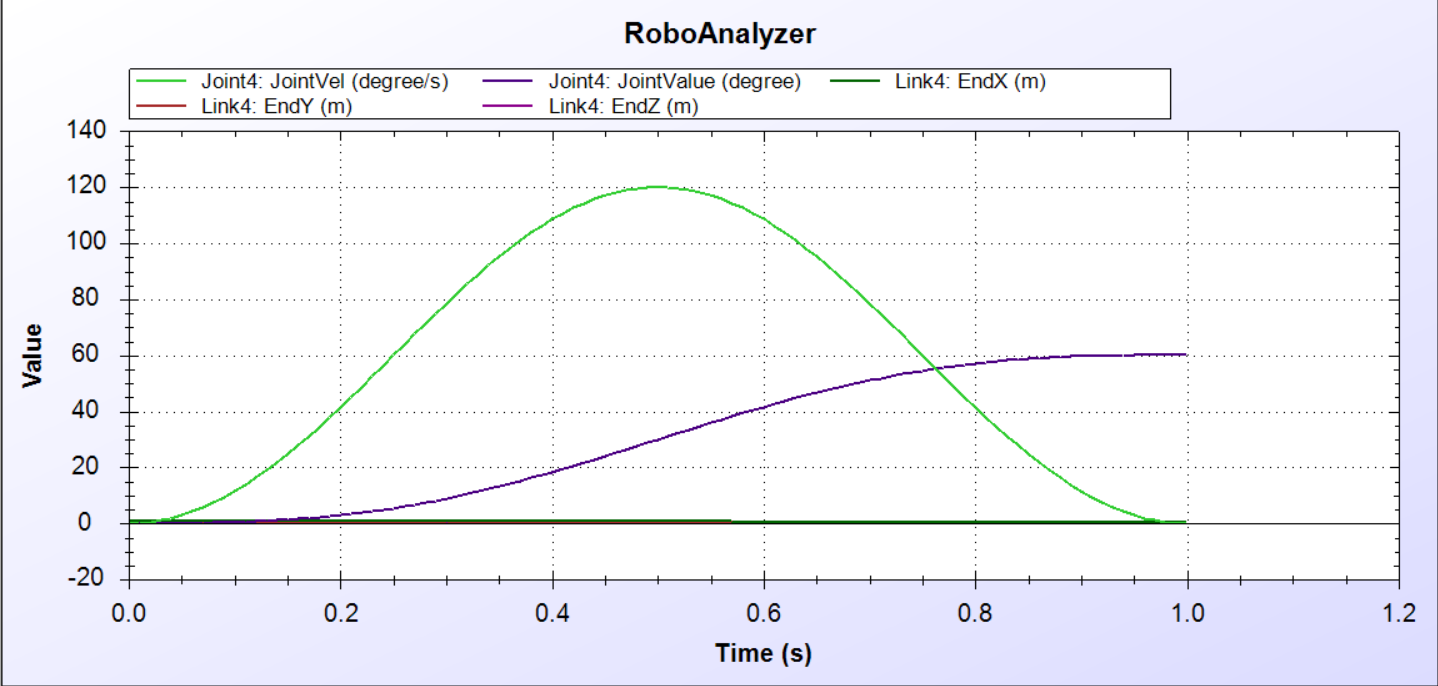 RoboAnalyzer
Joint4: JointVel (degree/s) Joint4: JointValue (degree) Link4: EndX (m)
Link4: EndY (m) Link4: EndZ (m)
140
120
100
80
60
40
20
0
-20
Value
0.0 0.2 0.4 0.6 0.8 1.0 1.2
Time (s)